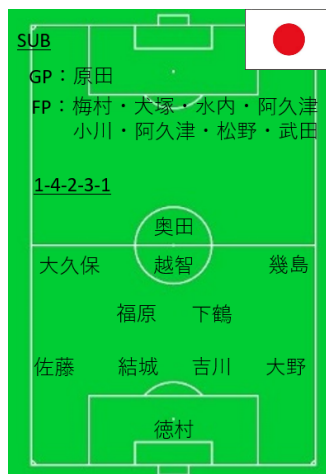 SUB
GP：原田
FP：梅村・大塚・水内・阿久津
小川・阿久津・松野・武田
1-4-2-3-1
奥田
大久保 越智 幾島
福原 下鶴
佐藤 結城 吉川 大野
徳村